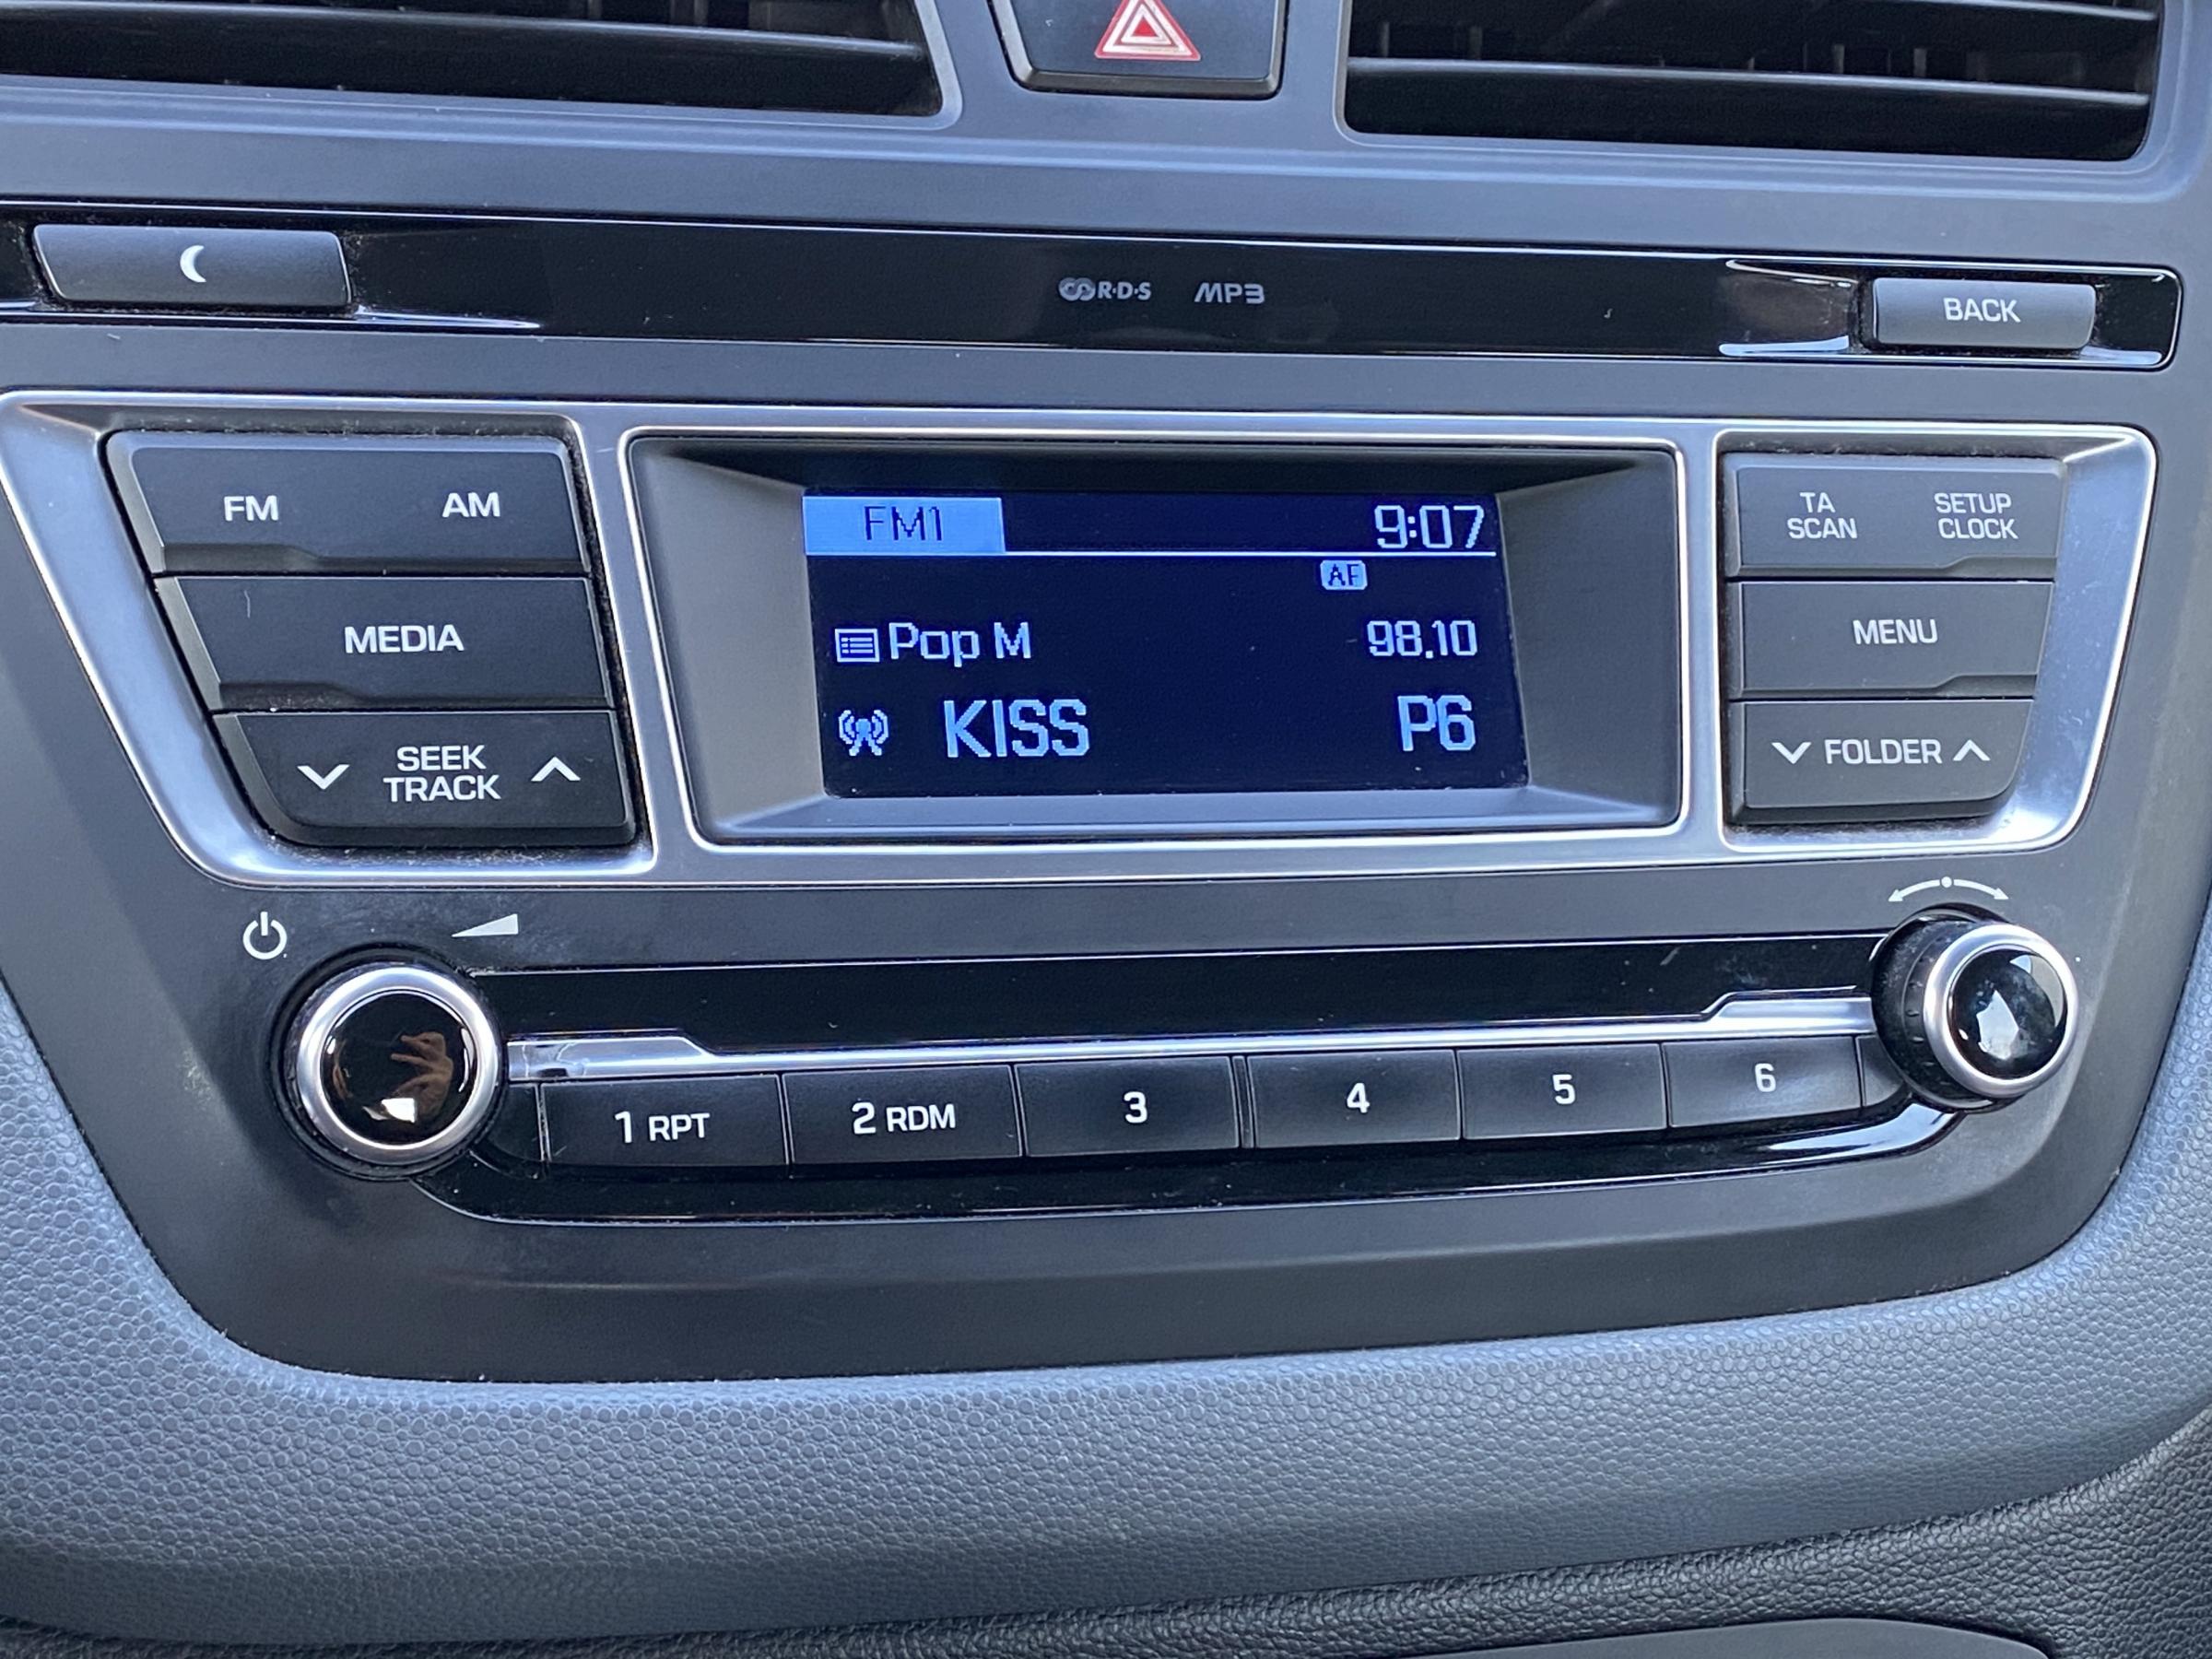 R·D·S MP3
BACK
FM AM
MEDIA
SEEK
TRACK
FM1 9:07
AF
Pop M 98.10
KISS P6
TA
SCAN
SETUP
CLOCK
MENU
FOLDER
1 RPT 2 RDM 3 4 5 6